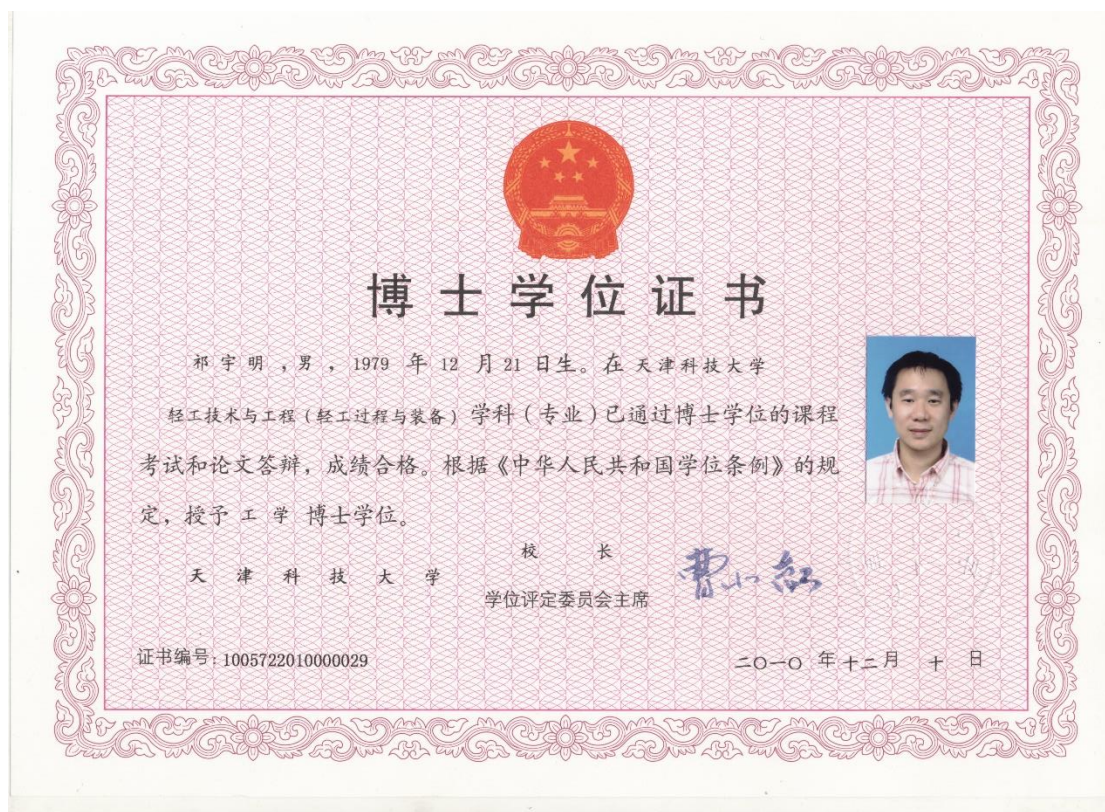 博士学位证书
祁宇明，男，1979 年 12 月 21 日生。在 天津科技大学
轻工技术与工程（轻工过程与装备）学科（专业）已通过博士学位的课程
考试和论文答辩，成绩合格。根据《中华人民共和国学位条例》的规
定，授予 工 学 博士学位。
校 长
天 津 科 技 大 学
学位评定委员会主席
证书编号：1005722010000029
二〇一〇 年 十二 月 十 日